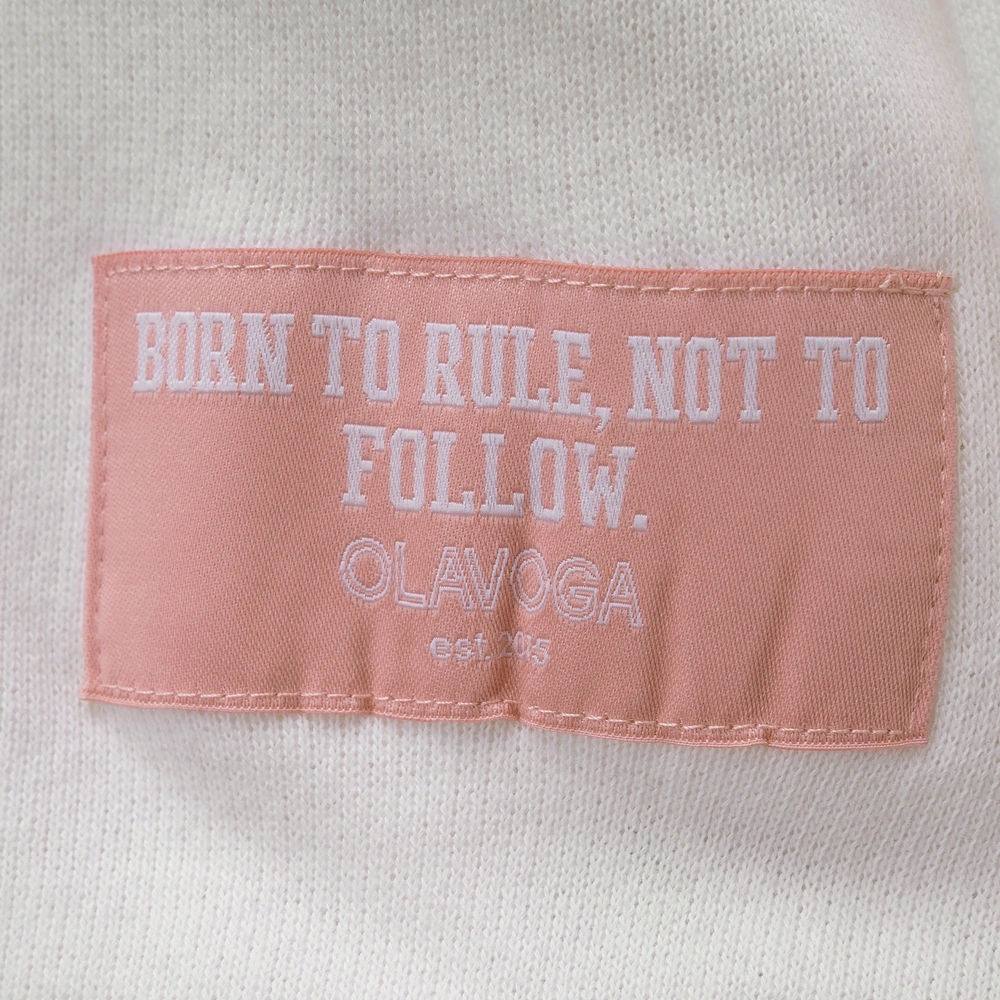 BORN TO RULE, NOT TO
FOLLOW.
OLAVOGA
est. 2015